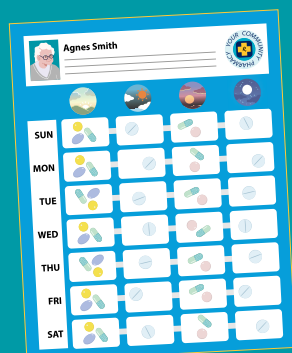 Agnes Smith
YOUR COMMUNITY PHARMACY
SUN
MON
TUE
WED
THU
FRI
SAT